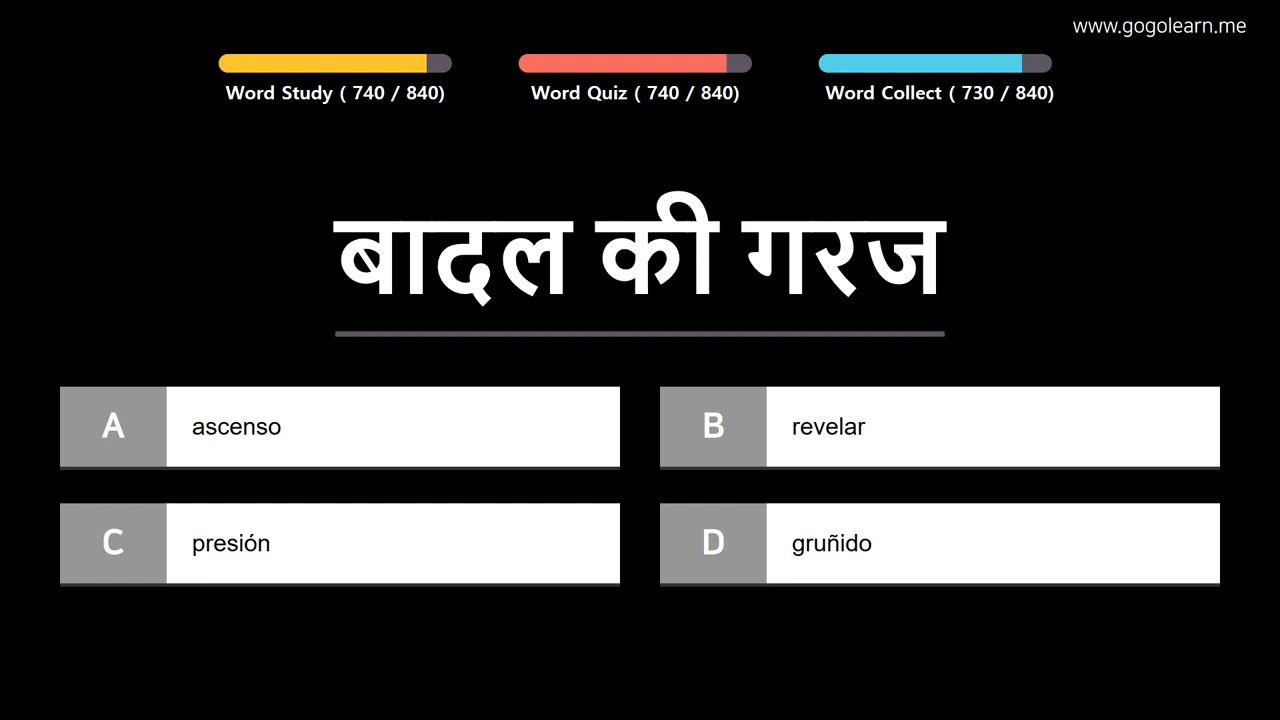 www.gogolearn.me
Word Study ( 740 / 840)
Word Quiz ( 740 / 840)
Word Collect ( 730 / 840)
बादल की गरज
A ascenso
B revelar
C presión
D gruñido